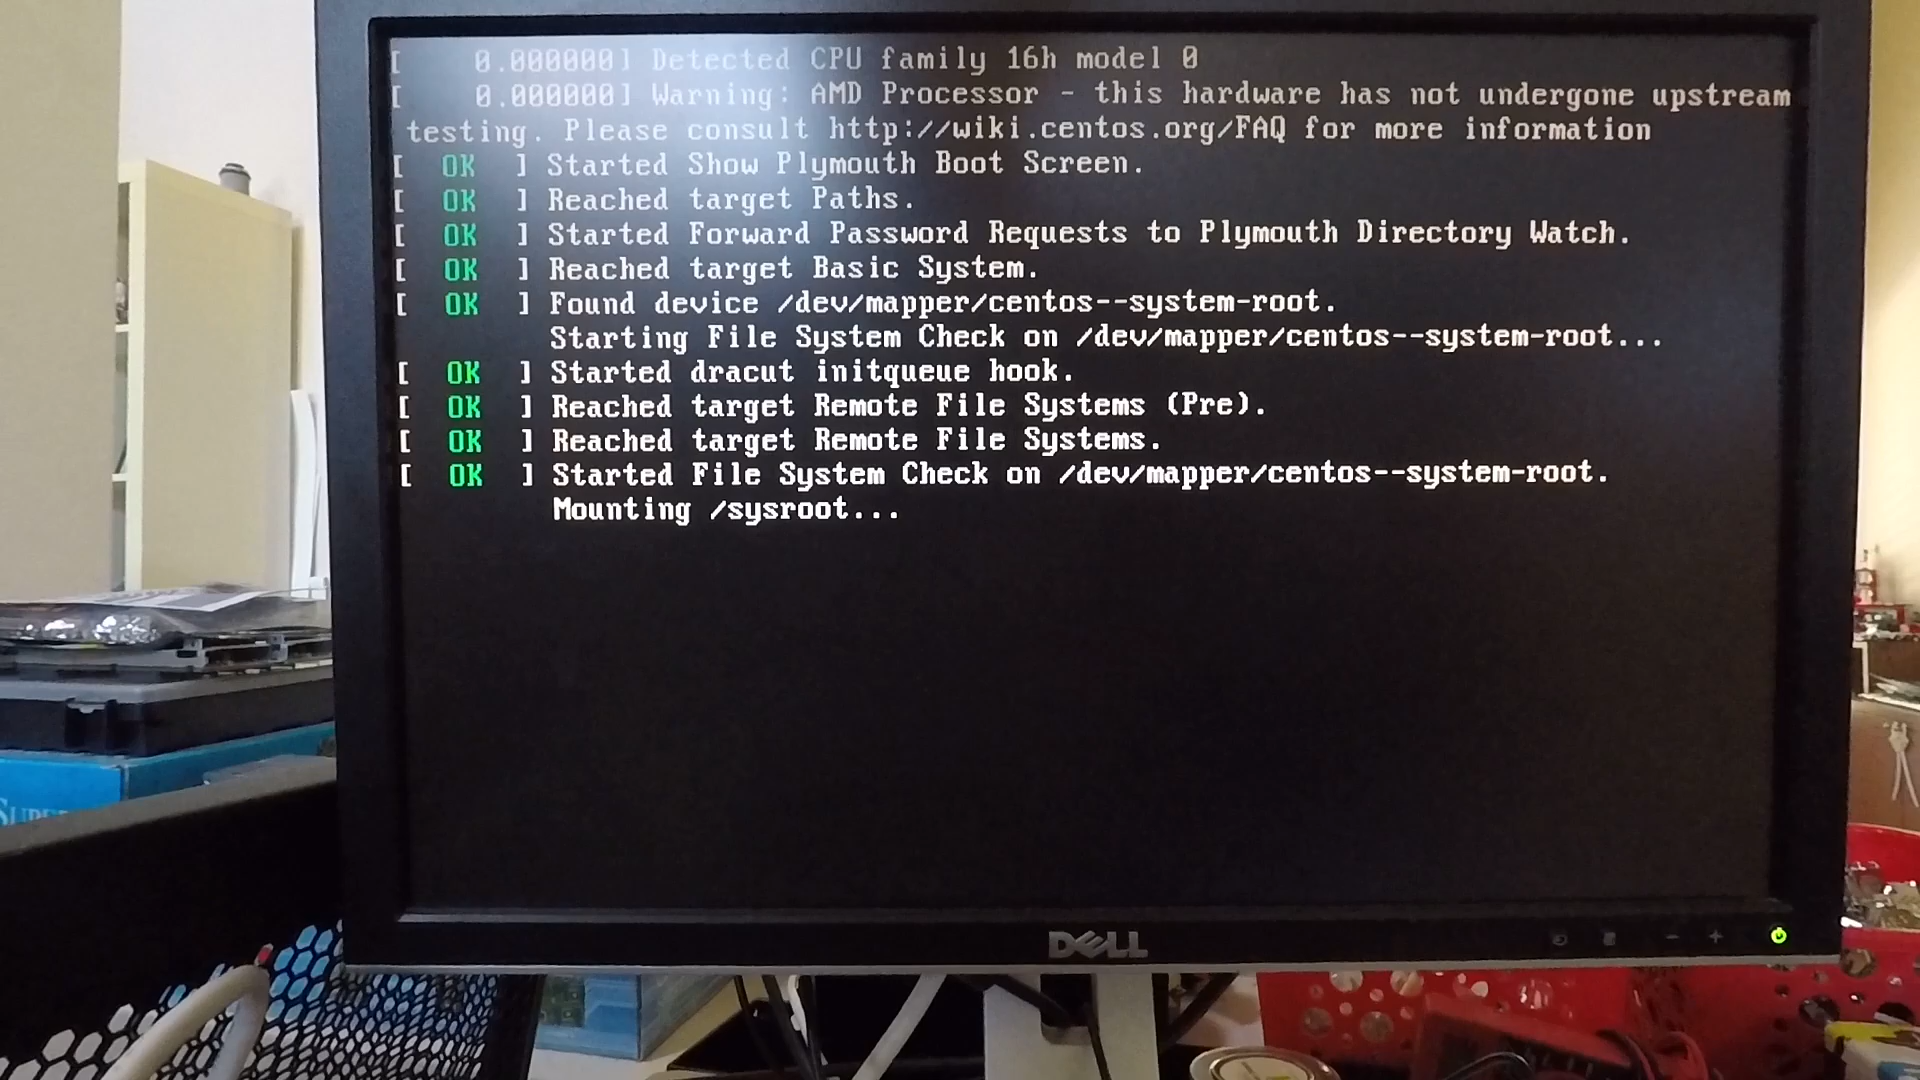 [    0.000000] Detected CPU family 16h model 0
[    0.000000] Warning: AMD Processor - this hardware has not undergone upstream
testing. Please consult http://wiki.centos.org/FAQ for more information
[  OK  ] Started Show Plymouth Boot Screen.
[  OK  ] Reached target Paths.
[  OK  ] Started Forward Password Requests to Plymouth Directory Watch.
[  OK  ] Reached target Basic System.
[  OK  ] Found device /dev/mapper/centos--system-root.
Starting File System Check on /dev/mapper/centos--system-root...
[  OK  ] Started dracut initqueue hook.
[  OK  ] Reached target Remote File Systems (Pre).
[  OK  ] Reached target Remote File Systems.
[  OK  ] Started File System Check on /dev/mapper/centos--system-root.
Mounting /sysroot...
DELL